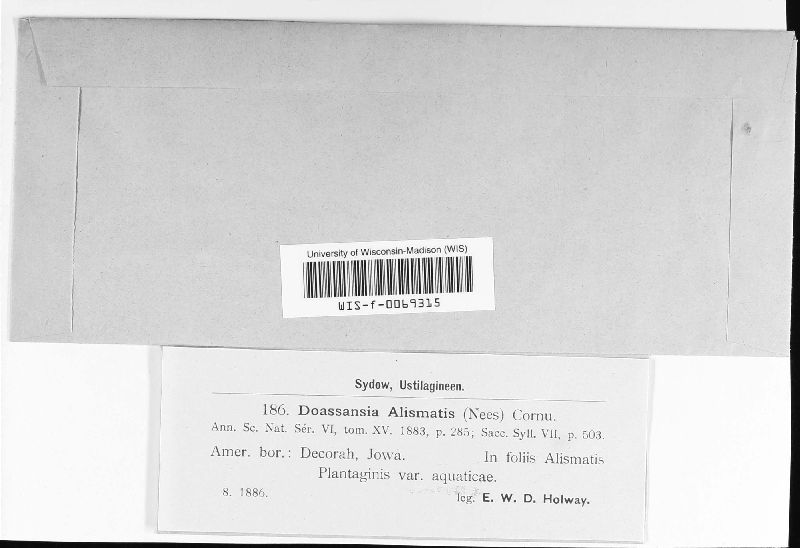 University of Wisconsin-Madison (WIS)
WIS-f-0069315
Sydow, Ustilagineen.
186. Doassansia Alismatis (Nees) Cornu.
Ann. Sc. Nat. Sér. VI, tom. XV. 1883, p. 285; Sacc. Syll. VII, p. 503.
Amer. bor.: Decorah, Jowa. In foliis Alismatis
Plantaginis var. aquaticae.
8. 1886. leg. E. W. D. Holway.